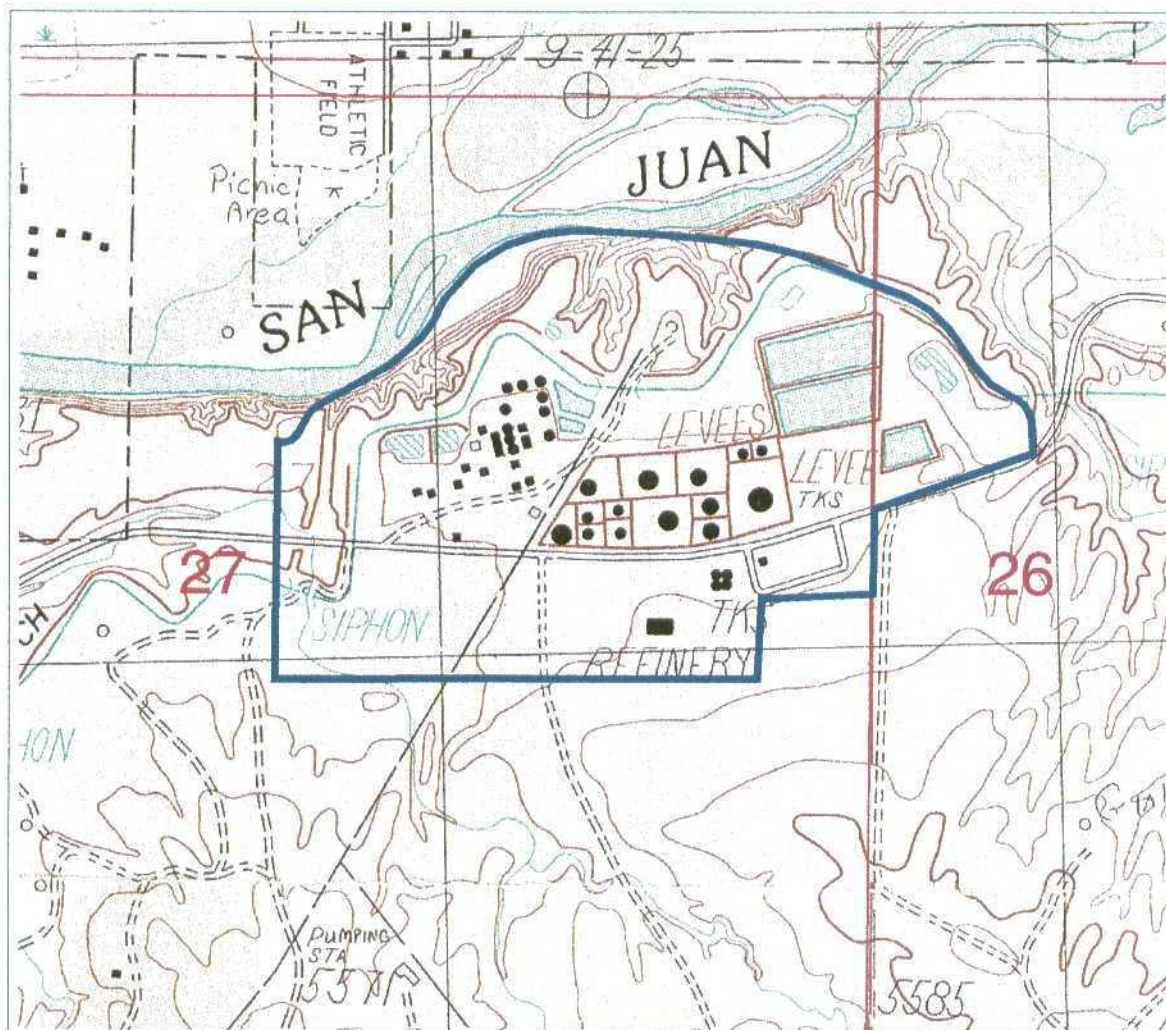 9-41-25
ATHLETIC
FIELD
Picnic
Area
JUAN
SAN
LEVEES
LEVEE
TKS
27
26
SIPHON
TKS
REFINERY
PUMPING
STA
5371
5585